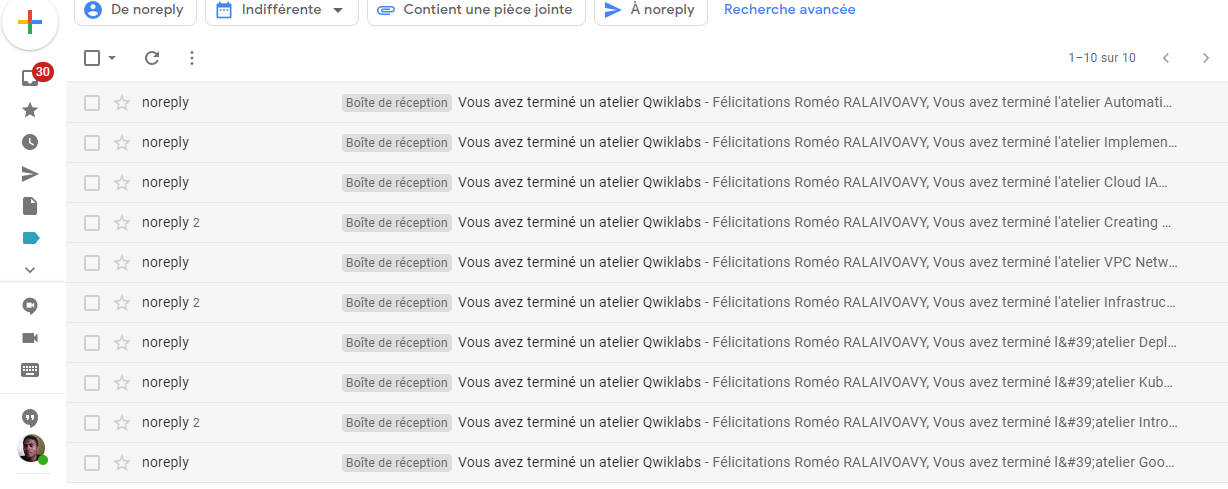 De noreply Indifférente Contient une pièce jointe À noreply Recherche avancée
1–10 sur 10
30
noreply Boîte de réception Vous avez terminé un atelier Qwiklabs - Félicitations Roméo RALAIVOAVY, Vous avez terminé l'atelier Automati…
noreply Boîte de réception Vous avez terminé un atelier Qwiklabs - Félicitations Roméo RALAIVOAVY, Vous avez terminé l'atelier Implemen…
noreply Boîte de réception Vous avez terminé un atelier Qwiklabs - Félicitations Roméo RALAIVOAVY, Vous avez terminé l'atelier Cloud IA…
noreply 2 Boîte de réception Vous avez terminé un atelier Qwiklabs - Félicitations Roméo RALAIVOAVY, Vous avez terminé l'atelier Creating …
noreply Boîte de réception Vous avez terminé un atelier Qwiklabs - Félicitations Roméo RALAIVOAVY, Vous avez terminé l'atelier VPC Netw…
noreply 2 Boîte de réception Vous avez terminé un atelier Qwiklabs - Félicitations Roméo RALAIVOAVY, Vous avez terminé l'atelier Infrastruc…
noreply Boîte de réception Vous avez terminé un atelier Qwiklabs - Félicitations Roméo RALAIVOAVY, Vous avez terminé l&#39;atelier Depl…
noreply Boîte de réception Vous avez terminé un atelier Qwiklabs - Félicitations Roméo RALAIVOAVY, Vous avez terminé l&#39;atelier Kub…
noreply 2 Boîte de réception Vous avez terminé un atelier Qwiklabs - Félicitations Roméo RALAIVOAVY, Vous avez terminé l&#39;atelier Intro…
noreply Boîte de réception Vous avez terminé un atelier Qwiklabs - Félicitations Roméo RALAIVOAVY, Vous avez terminé l&#39;atelier Goo…